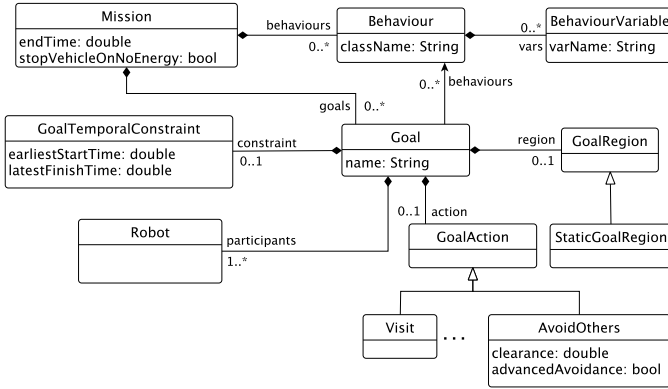 Mission
endTime: double
stopVehicleOnNoEnergy: bool
behaviours
0..*
Behaviour
className: String
0..*
vars
BehaviourVariable
varName: String
0..*
behaviours
goals
0..*
GoalTemporalConstraint
earliestStartTime: double
latestFinishTime: double
constraint
0..1
Goal
name: String
region
0..1
GoalRegion
Robot
participants
1..*
0..1
action
GoalAction
StaticGoalRegion
Visit
...
AvoidOthers
clearance: double
advancedAvoidance: bool